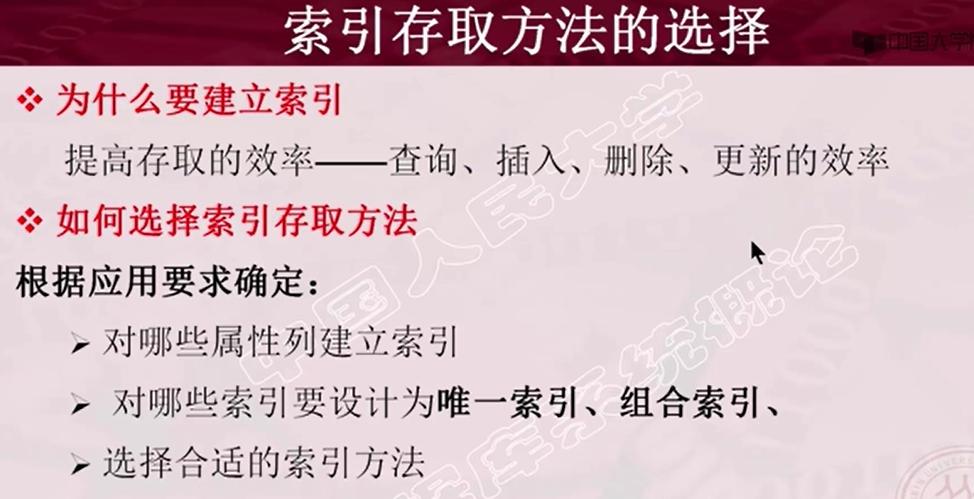 索引存取方法的选择
中国大学
❖ 为什么要建立索引
提高存取的效率——查询、插入、删除、更新的效率
❖ 如何选择索引存取方法
根据应用要求确定：
➢ 对哪些属性列建立索引
➢ 对哪些索引要设计为唯一索引、组合索引、
➢ 选择合适的索引方法
中国人民大学
据库系统概论